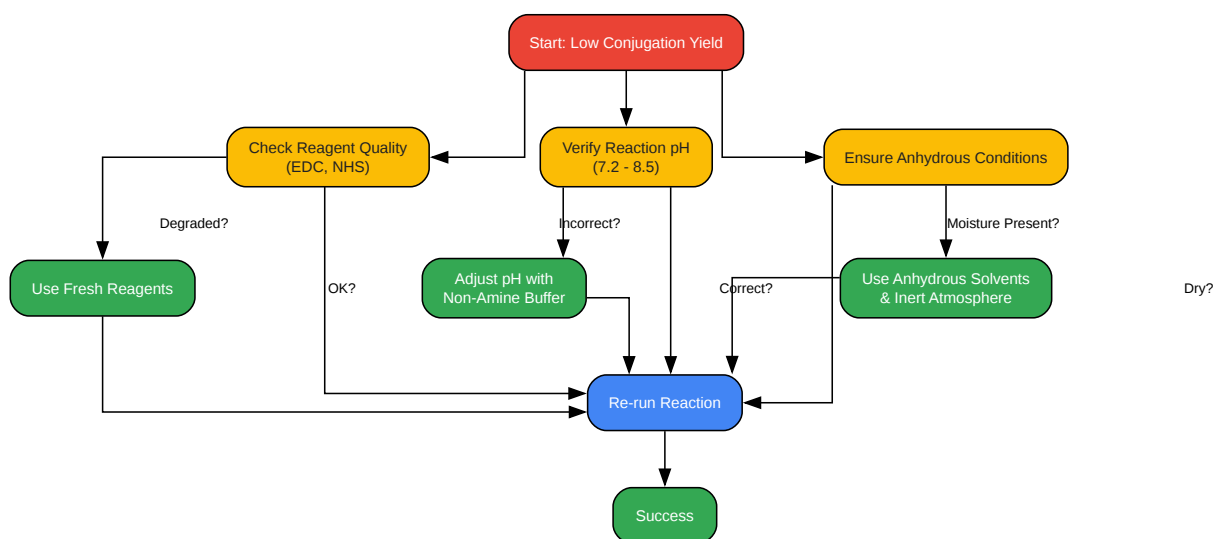 Start: Low Conjugation Yield
Check Reagent Quality
(EDC, NHS)
Verify Reaction pH
(7.2 - 8.5)
Ensure Anhydrous Conditions
Degraded?
Incorrect?
Moisture Present?
Use Fresh Reagents
OK?
Adjust pH with
Non-Amine Buffer
Correct?
Use Anhydrous Solvents
& Inert Atmosphere
Dry?
Re-run Reaction
Success